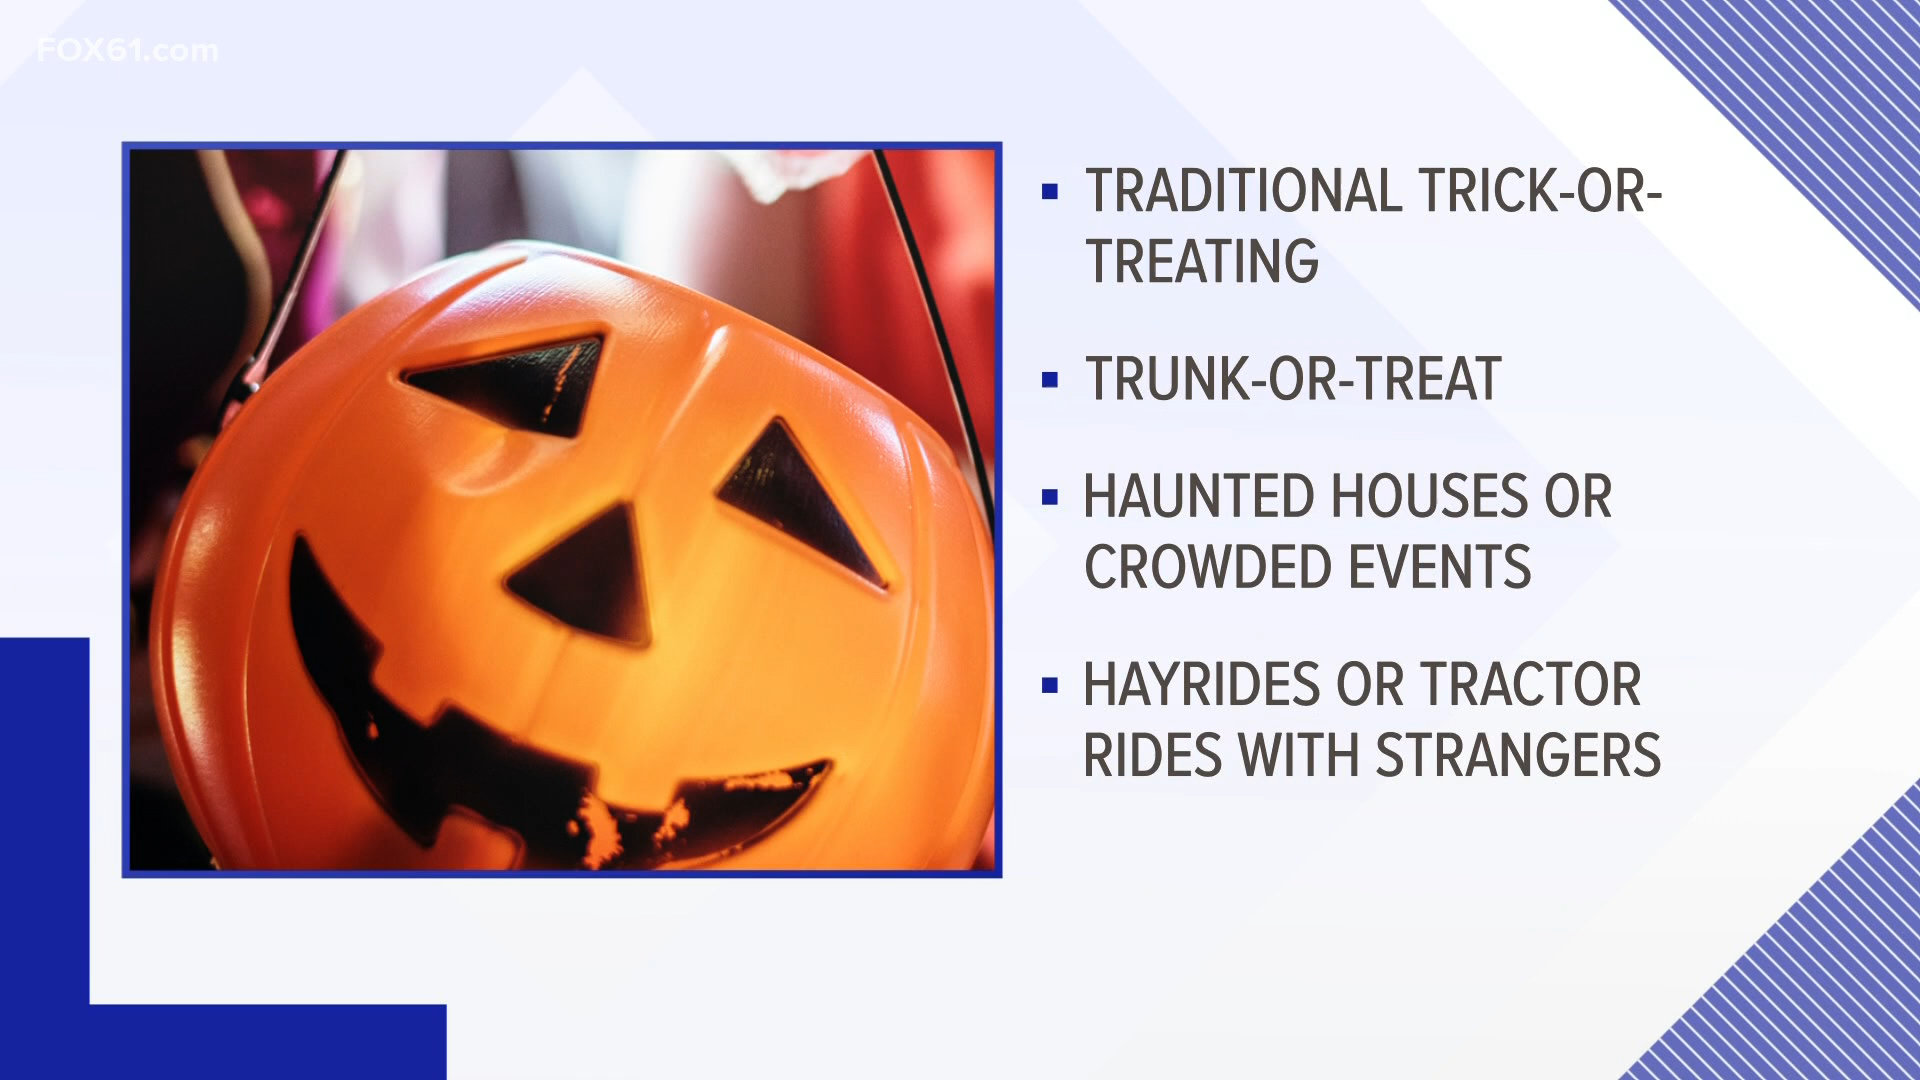 FOX61.com
▪ TRADITIONAL TRICK-OR-
TREATING
▪ TRUNK-OR-TREAT
▪ HAUNTED HOUSES OR
CROWDED EVENTS
▪ HAYRIDES OR TRACTOR
RIDES WITH STRANGERS